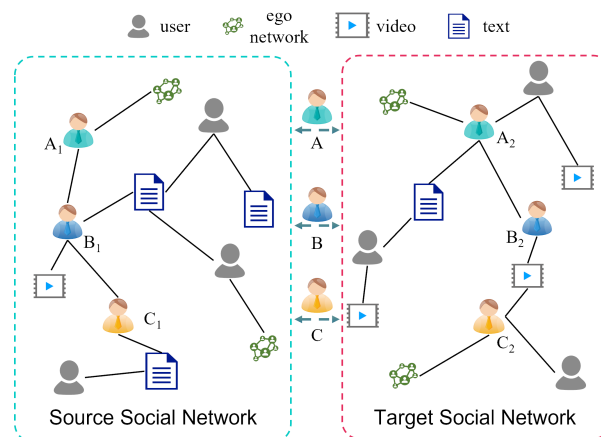 user
ego
network
video
text
A1
B1
C1
A
B
C
A2
B2
C2
Source Social Network
Target Social Network